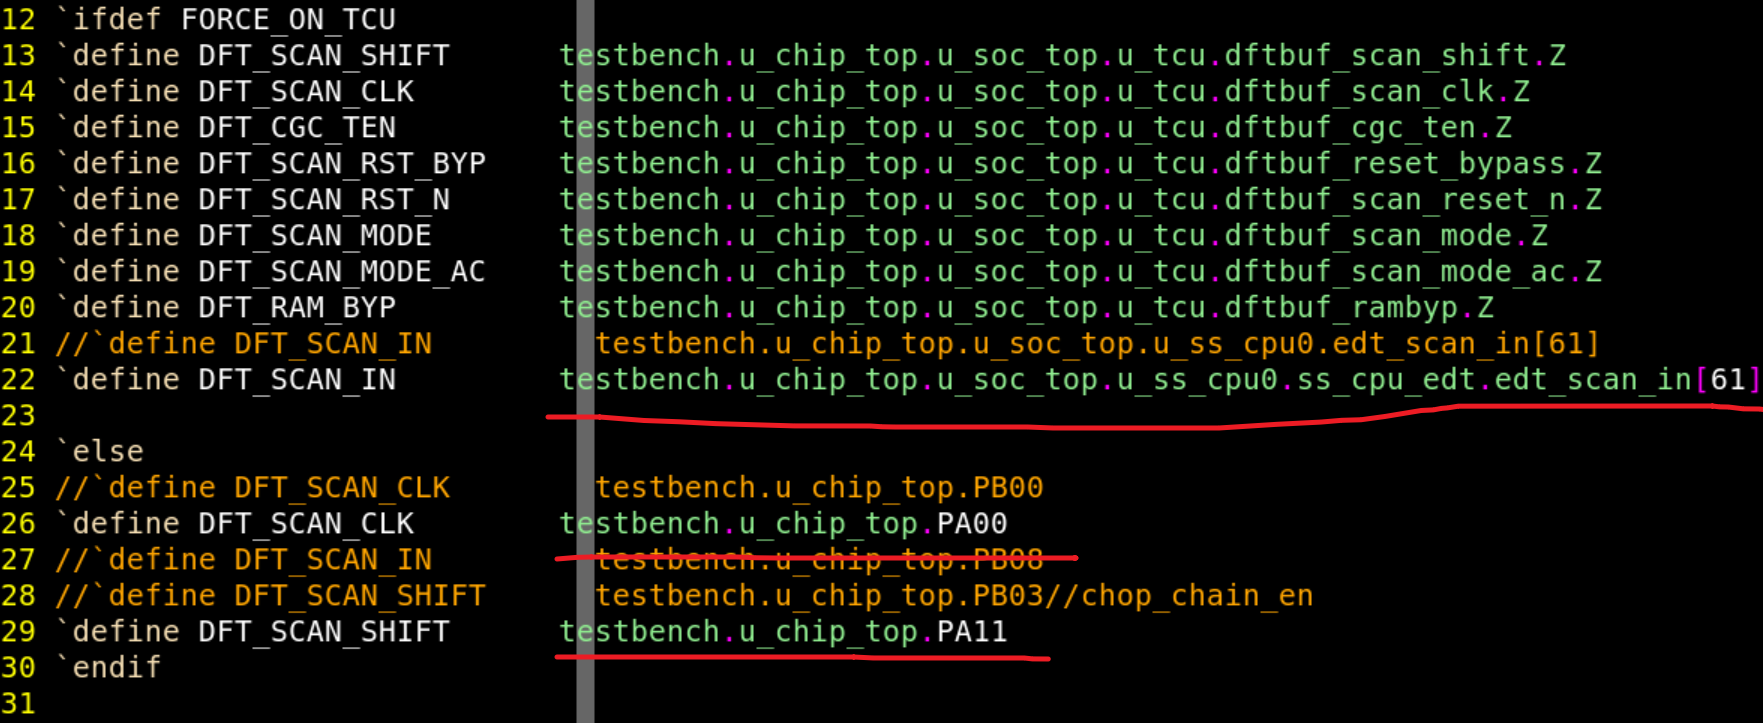 12 `ifdef FORCE_ON_TCU
13 `define DFT_SCAN_SHIFT      testbench.u_chip_top.u_soc_top.u_tcu.dftbuf_scan_shift.Z
14 `define DFT_SCAN_CLK        testbench.u_chip_top.u_soc_top.u_tcu.dftbuf_scan_clk.Z
15 `define DFT_CGC_TEN         testbench.u_chip_top.u_soc_top.u_tcu.dftbuf_cgc_ten.Z
16 `define DFT_SCAN_RST_BYP    testbench.u_chip_top.u_soc_top.u_tcu.dftbuf_reset_bypass.Z
17 `define DFT_SCAN_RST_N      testbench.u_chip_top.u_soc_top.u_tcu.dftbuf_scan_reset_n.Z
18 `define DFT_SCAN_MODE       testbench.u_chip_top.u_soc_top.u_tcu.dftbuf_scan_mode.Z
19 `define DFT_SCAN_MODE_AC    testbench.u_chip_top.u_soc_top.u_tcu.dftbuf_scan_mode_ac.Z
20 `define DFT_RAM_BYP         testbench.u_chip_top.u_soc_top.u_tcu.dftbuf_rambyp.Z
21 //`define DFT_SCAN_IN         testbench.u_chip_top.u_soc_top.u_ss_cpu0.edt_scan_in[61]
22 `define DFT_SCAN_IN         testbench.u_chip_top.u_soc_top.u_ss_cpu0.ss_cpu_edt.edt_scan_in[61]
23
24 `else
25 //`define DFT_SCAN_CLK        testbench.u_chip_top.PB00
26 `define DFT_SCAN_CLK        testbench.u_chip_top.PA00
27 //`define DFT_SCAN_IN         testbench.u_chip_top.PB08
28 //`define DFT_SCAN_SHIFT      testbench.u_chip_top.PB03//chop_chain_en
29 `define DFT_SCAN_SHIFT      testbench.u_chip_top.PA11
30 `endif
31